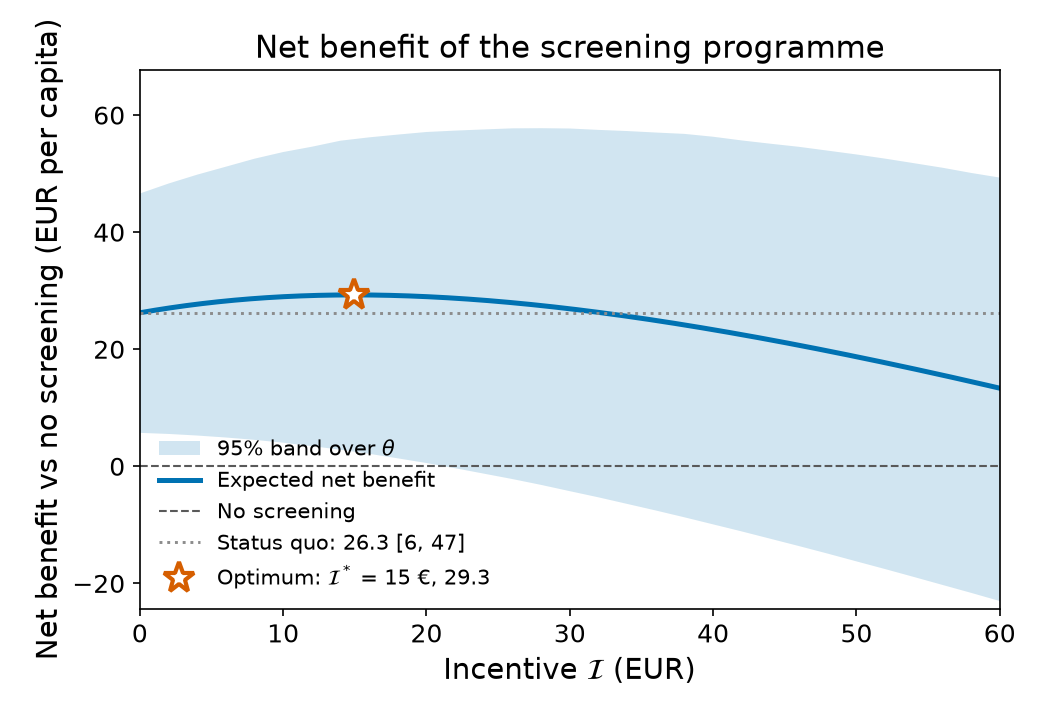 Net benefit of the screening programme
Net benefit vs no screening (EUR per capita)
60
40
20
0
−20
95% band over θ
Expected net benefit
No screening
Status quo: 26.3 [6, 47]
Optimum: ℐ* = 15 €, 29.3
0 10 20 30 40 50 60
Incentive ℐ (EUR)